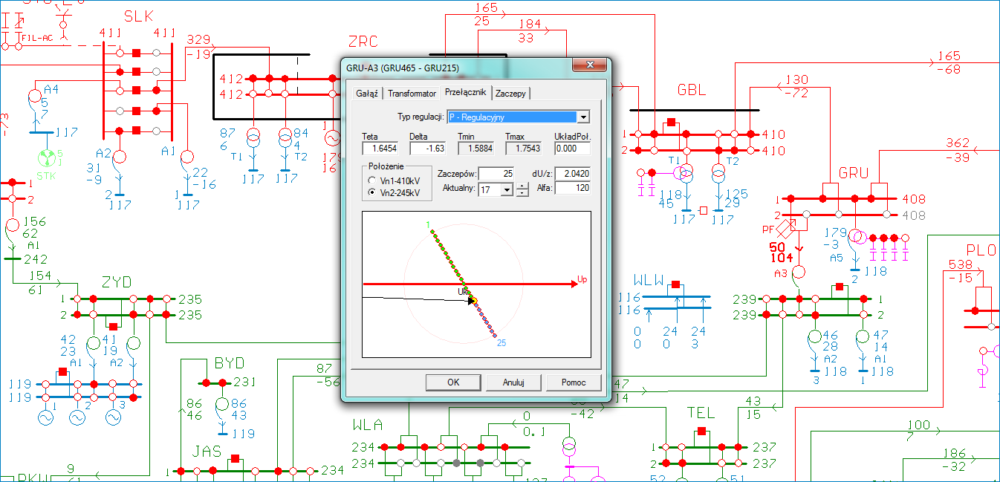 SLK
411 411
FIL-AC
329
-19
A4
5
7
117
-73
STK
5
1
A2
31
-9
2
117
A1
22
-16
1
117
ZRC
412
412
87
6
T1
117
84
4
T2
117
165
25
184
33
GRU-A3 (GRU465 - GRU215)
Gałąź
Transformator
Przełącznik
Zaczepy
Typ regulacji:
P - Regulacyjny
Teta
Delta
Tmin
Tmax
UkładPoł.
1.6454
-1.63
1.5884
1.7543
0.000
Położenie
Vn1-410kV
Vn2-245kV
Zaczepów:
25
dU/z:
2.0420
Aktualny:
17
Alfa:
120
1
Up
Uk
25
OK
Anuluj
Pomoc
165
-68
130
-72
GBL
1
2
410
410
T1
T2
118
45
117
125
29
117
362
-39
GRU
1
2
408
408
PF
50
104
A3
179
-3
A5
118
2
PLO
538
-15
1
2
156
62
A1
242
154
61
ZYD
1
2
235
235
42
23
A1
41
19
A2
119
119
1
2
3
BYD
231
86
46
86
43
119
87
-56
JAS
1
234
9
WLW
116
116
0
0
24
0
24
3
239
239
1
2
46
28
A2
118
3
47
14
A1
118
1
47
14
-42
WLA
234
234
0
0.1
TEL
43
15
1
2
237
237
100
7
186
-32